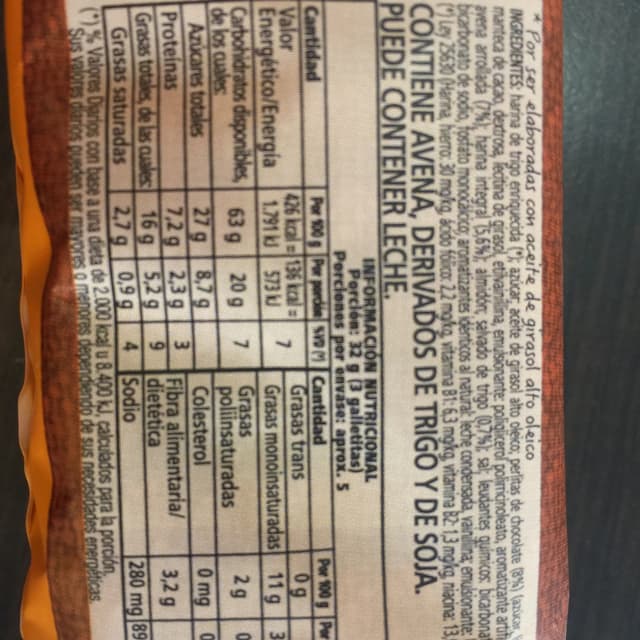 * Por ser elaboradas con aceite de girasol alto oleico
INGREDIENTES: harina de trigo enriquecida (*), azúcar, aceite de girasol alto oleico, pepitas de chocolate (8%) (azúcar,
manteca de cacao, dextrosa, lecitina de girasol, etilvainillina, emulsionante: poliglicerol polirricinoleato, aromatizante
avena arrollada (7%), harina integral (5,6%), almidón, salvado de trigo (0,7%), sal, leudantes químicos:
bicarbonato de sodio, fosfato monocálcico; aromatizantes idénticos al natural: leche condensada, vainillina; emulsionante:
(*) Ley 25630 (Harina, hierro: 30 mg/kg, ácido fólico: 2,2 mg/kg, vitamina B1: 6,3 mg/kg, vitamina B2: 1,3 mg/kg, niacina: 13
CONTIENE AVENA, DERIVADOS DE TRIGO Y DE SOJA.
PUEDE CONTENER LECHE.
INFORMACIÓN NUTRICIONAL
Porción: 32 g (3 galletitas)
Porciones por envase: aprox. 5
Cantidad Por 100 g Por porción %VD (*) Cantidad Por 100 g Por
Valor Energético/Energía 426 kcal = 1.791 kJ 136 kcal = 573 kJ 7 Grasas trans 0 g
Grasas monoinsaturadas 11 g 3
Carbohidratos disponibles, de los cuales: 63 g 20 g 7 Grasas poliinsaturadas 2 g 0
Azúcares totales 27 g 8,7 g Colesterol 0 mg 0
Proteínas 7,2 g 2,3 g 3 Fibra alimentaria/dietética 3,2 g
Grasas totales, de las cuales: 16 g 5,2 g 9
Grasas saturadas 2,7 g 0,9 g 4 Sodio 280 mg 89
(*) % Valores Diarios con base a una dieta de 2.000 kcal u 8.400 kJ, calculados para la porción.
Sus valores diarios pueden ser mayores o menores dependiendo de sus necesidades energéticas.